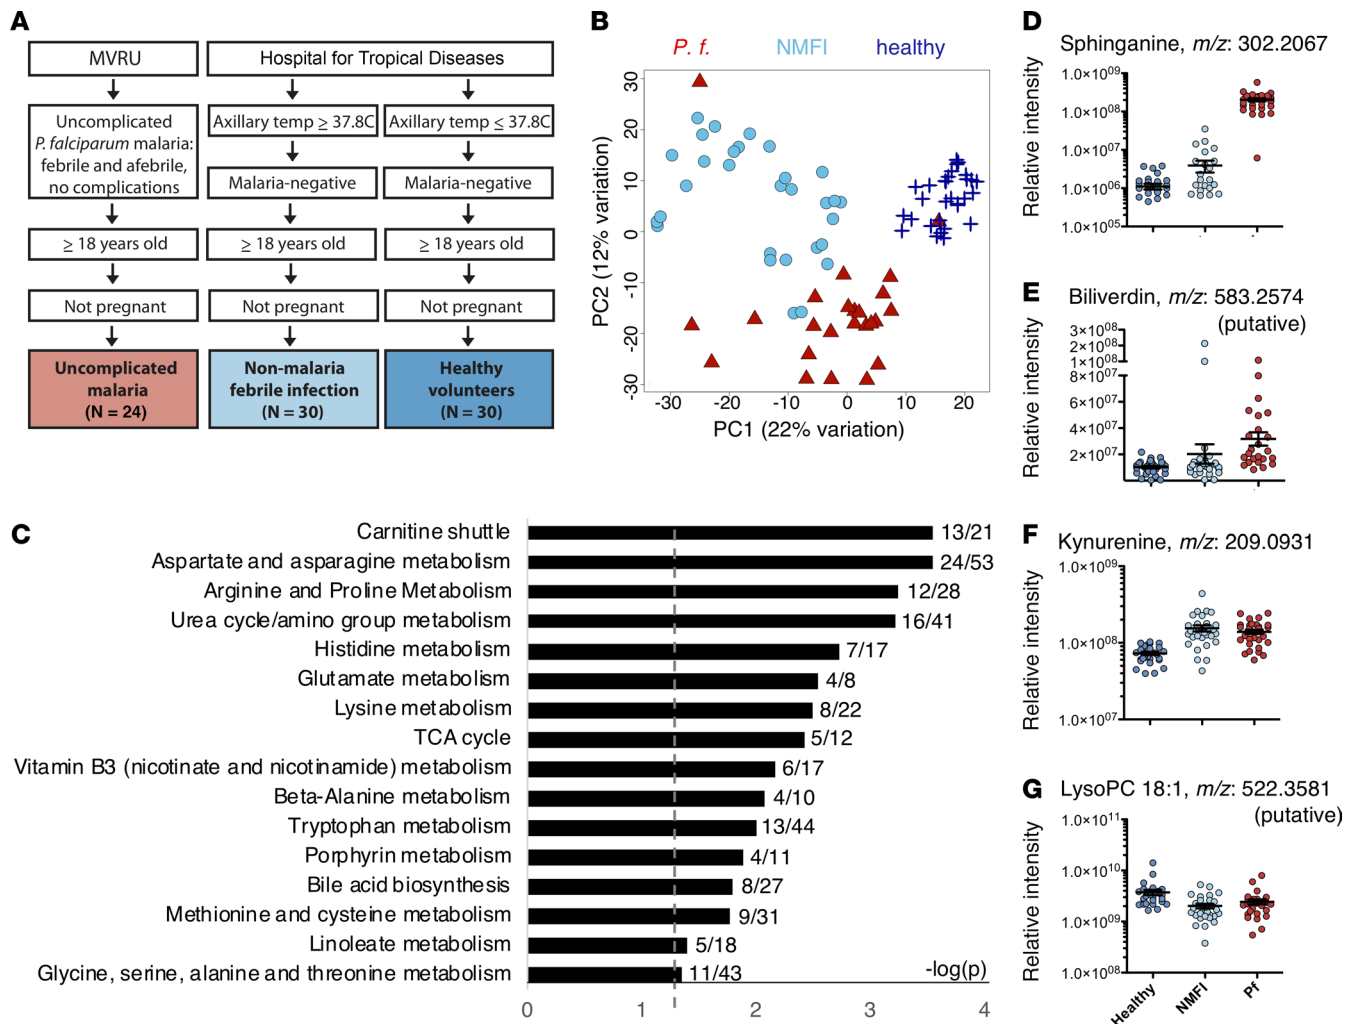 A
MVRU
Hospital for Tropical Diseases
Uncomplicated
P. falciparum malaria:
febrile and afebrile,
no complications
Axillary temp ≥ 37.8C
Axillary temp ≤ 37.8C
Malaria-negative
Malaria-negative
≥ 18 years old
≥ 18 years old
≥ 18 years old
Not pregnant
Not pregnant
Not pregnant
Uncomplicated
malaria
(N = 24)
Non-malaria
febrile infection
(N = 30)
Healthy
volunteers
(N = 30)
B
P. f.
NMFI
healthy
PC2 (12% variation)
30
20
10
0
-10
-20
-30
-30
-20
-10
0
10
20
PC1 (22% variation)
C
Carnitine shuttle 13/21
Aspartate and asparagine metabolism 24/53
Arginine and Proline Metabolism 12/28
Urea cycle/amino group metabolism 16/41
Histidine metabolism 7/17
Glutamate metabolism 4/8
Lysine metabolism 8/22
TCA cycle 5/12
Vitamin B3 (nicotinate and nicotinamide) metabolism 6/17
Beta-Alanine metabolism 4/10
Tryptophan metabolism 13/44
Porphyrin metabolism 4/11
Bile acid biosynthesis 8/27
Methionine and cysteine metabolism 9/31
Linoleate metabolism 5/18
Glycine, serine, alanine and threonine metabolism 11/43
-log(p)
0
1
2
3
4
D
Sphinganine, m/z: 302.2067
Relative intensity
1.0×10⁰⁹
1.0×10⁰⁸
1.0×10⁰⁷
1.0×10⁰⁶
1.0×10⁰⁵
E
Biliverdin, m/z: 583.2574
(putative)
Relative intensity
3×10⁰⁸
2×10⁰⁸
1×10⁰⁸
8×10⁰⁷
6×10⁰⁷
4×10⁰⁷
2×10⁰⁷
F
Kynurenine, m/z: 209.0931
Relative intensity
1.0×10⁰⁹
1.0×10⁰⁸
1.0×10⁰⁷
G
LysoPC 18:1, m/z: 522.3581
(putative)
Relative intensity
1.0×10¹¹
1.0×10¹⁰
1.0×10⁰⁹
1.0×10⁰⁸
Healthy
NMFI
Pf